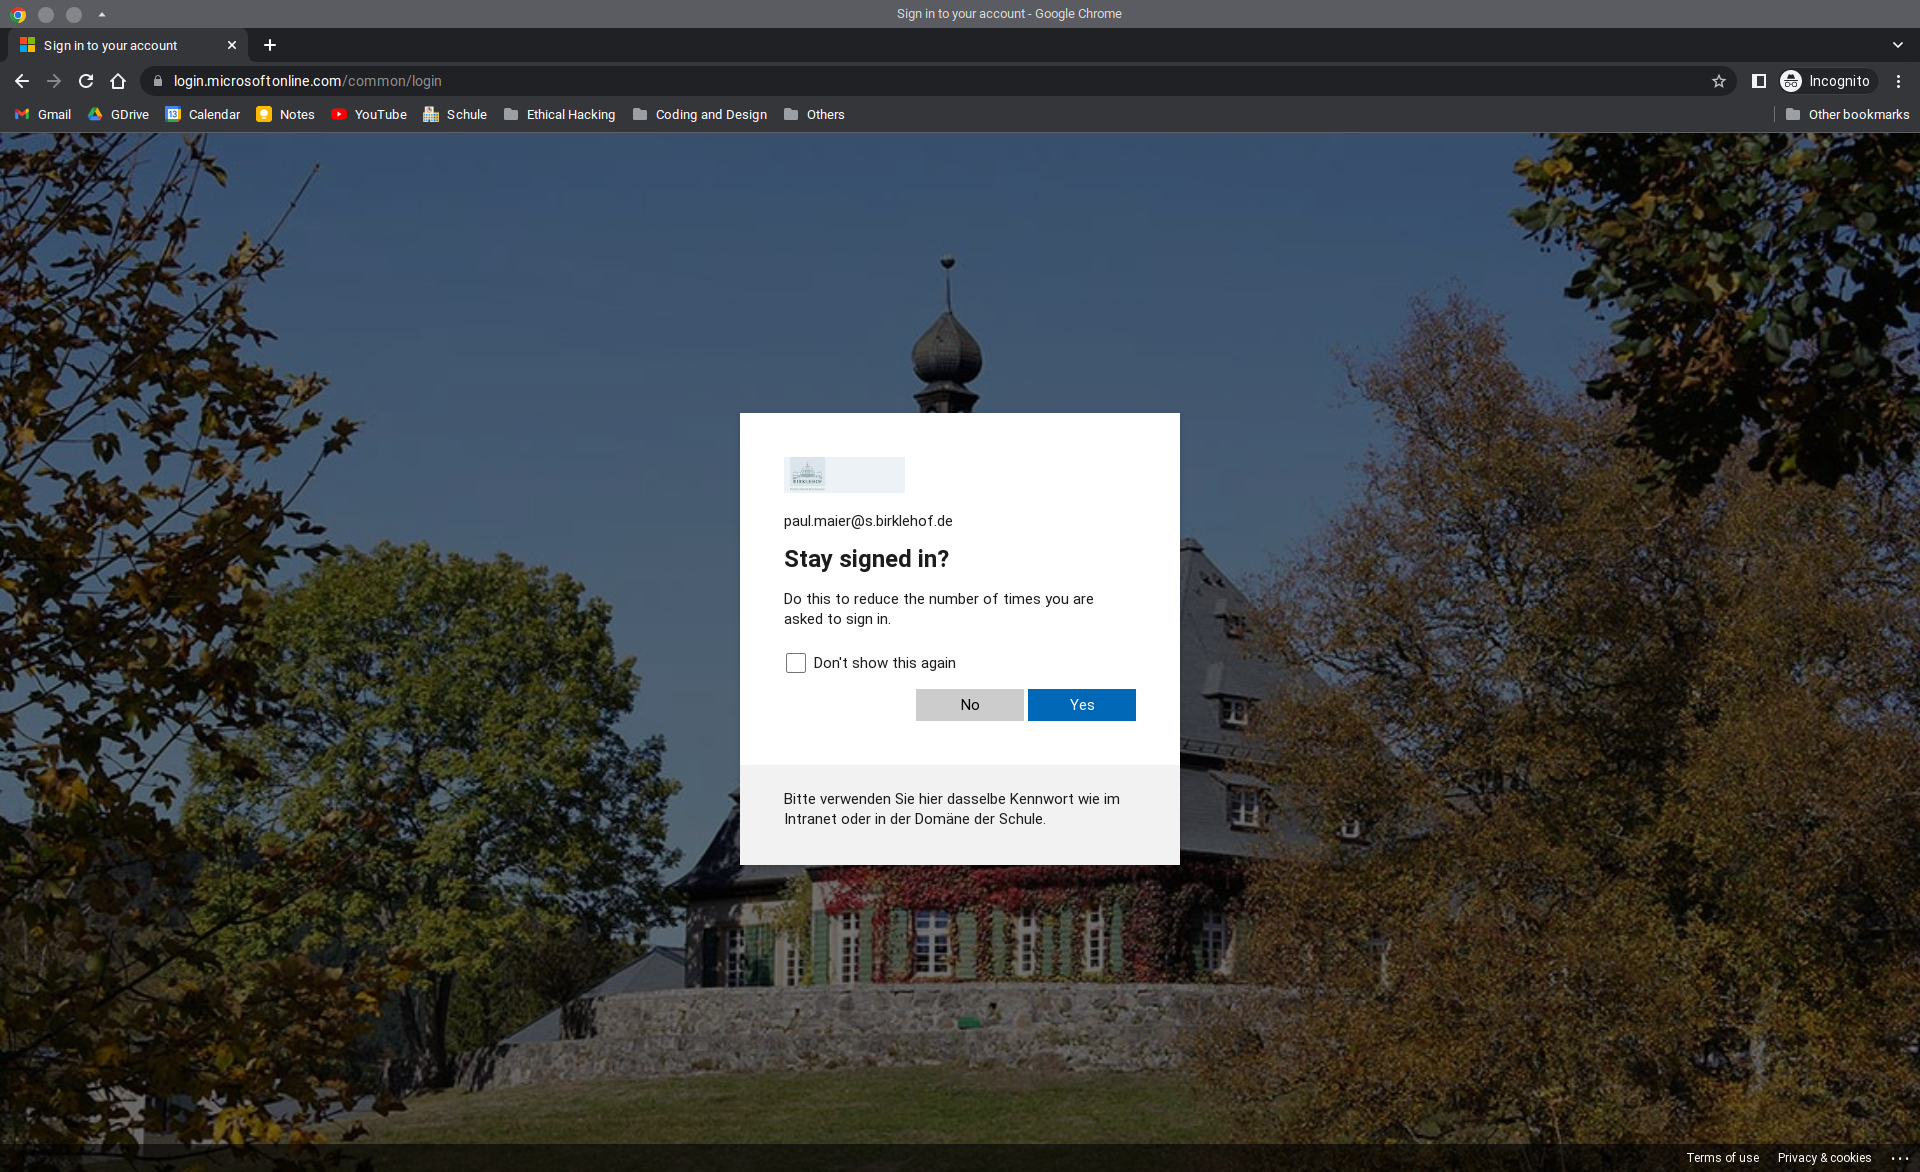 Sign in to your account - Google Chrome
Sign in to your account
login.microsoftonline.com/common/login
Incognito
Gmail
GDrive
13
Calendar
Notes
YouTube
Schule
Ethical Hacking
Coding and Design
Others
Other bookmarks
BIRKLEHOF
paul.maier@s.birklehof.de
Stay signed in?
Do this to reduce the number of times you are
asked to sign in.
Don't show this again
No
Yes
Bitte verwenden Sie hier dasselbe Kennwort wie im
Intranet oder in der Domäne der Schule.
Terms of use
Privacy & cookies
...